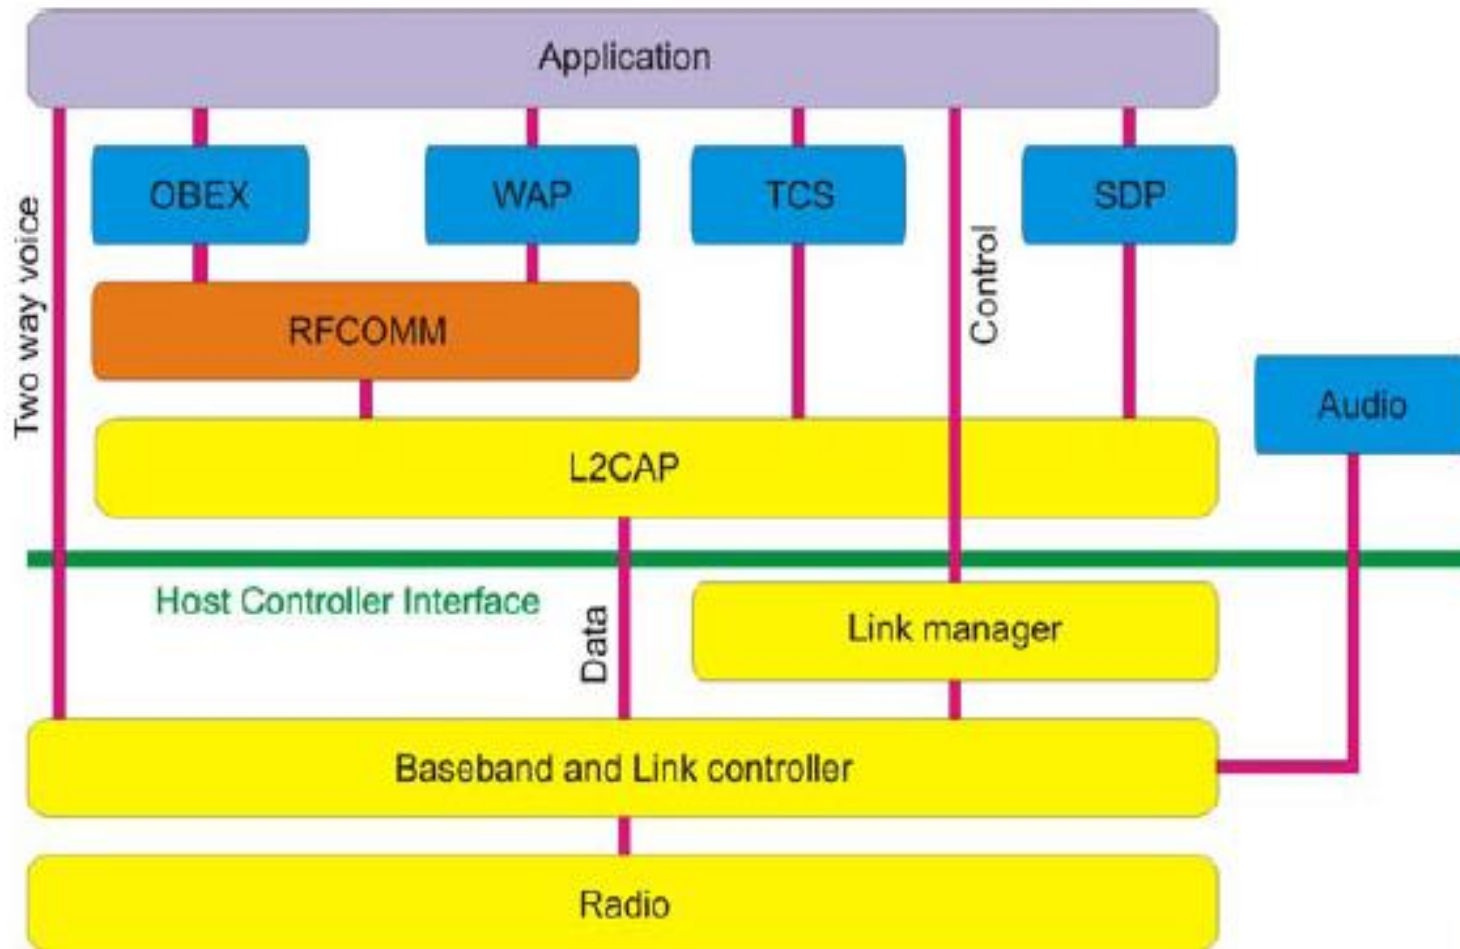 Application
OBEX
WAP
TCS
SDP
Two way voice
Control
RFCOMM
Audio
L2CAP
Host Controller Interface
Data
Link manager
Baseband and Link controller
Radio